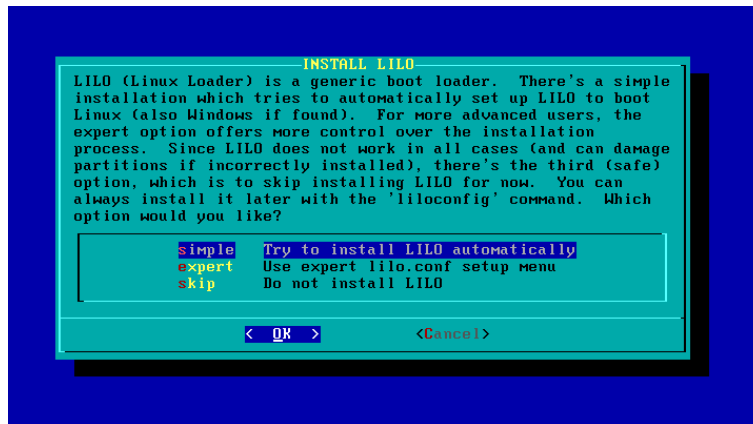 INSTALL LILO
LILO (Linux Loader) is a generic boot loader.  There's a simple
installation which tries to automatically set up LILO to boot
Linux (also Windows if found).  For more advanced users, the
expert option offers more control over the installation
process.  Since LILO does not work in all cases (and can damage
partitions if incorrectly installed), there's the third (safe)
option, which is to skip installing LILO for now.  You can
always install it later with the 'liloconfig' command.  Which
option would you like?
simple  Try to install LILO automatically
expert  Use expert lilo.conf setup menu
skip  Do not install LILO
< OK > <Cancel>